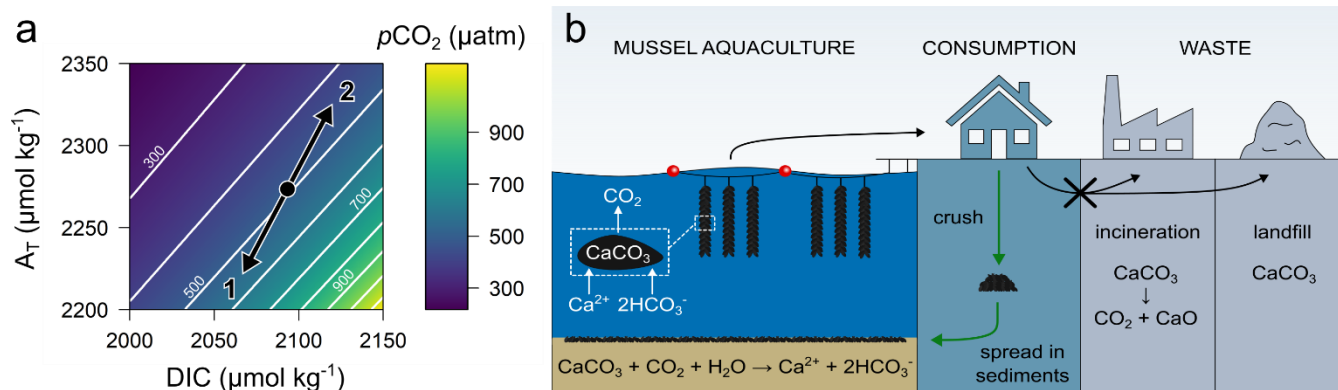 a
pCO₂ (µatm)
2350
2300
2250
2200
A_T (µmol kg⁻¹)
2000
2050
2100
2150
DIC (µmol kg⁻¹)
300
500
700
900
1
2
900
700
500
300
b
MUSSEL AQUACULTURE
CONSUMPTION
WASTE
CO₂
CaCO₃
Ca²⁺ 2HCO₃⁻
CaCO₃ + CO₂ + H₂O → Ca²⁺ + 2HCO₃⁻
crush
spread in
sediments
incineration
CaCO₃
↓
CO₂ + CaO
landfill
CaCO₃